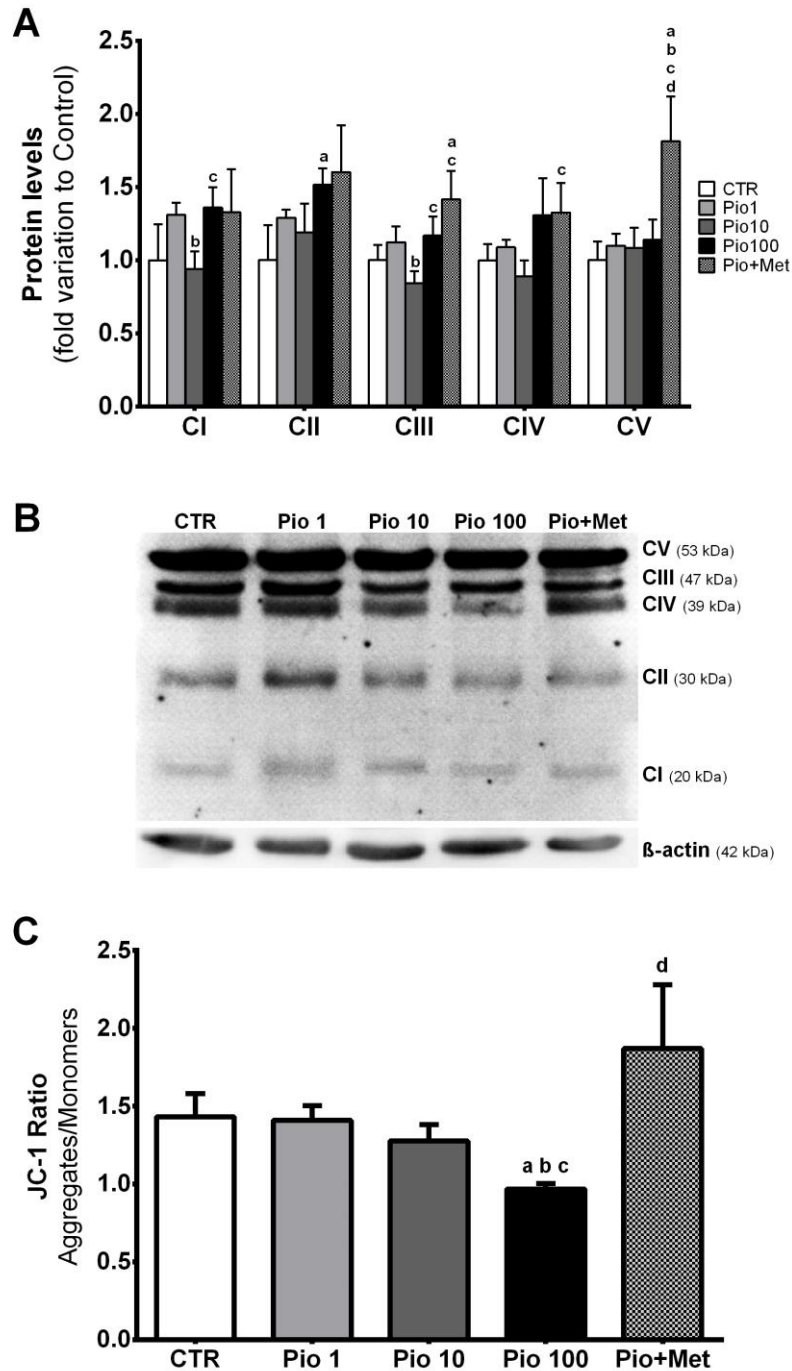 A
Protein levels
(fold variation to Control)
2.5
2.0
1.5
1.0
0.5
0.0
b
c
a
b
c
a
c
c
a
b
c
d
CI
CII
CIII
CIV
CV
CTR
Pio1
Pio10
Pio100
Pio+Met
B
CTR Pio 1 Pio 10 Pio 100 Pio+Met
CV (53 kDa)
CIII (47 kDa)
CIV (39 kDa)
CII (30 kDa)
CI (20 kDa)
ß-actin (42 kDa)
C
JC-1 Ratio
Aggregates/Monomers
2.5
2.0
1.5
1.0
0.5
0.0
a b c
d
CTR Pio 1 Pio 10 Pio 100 Pio+Met